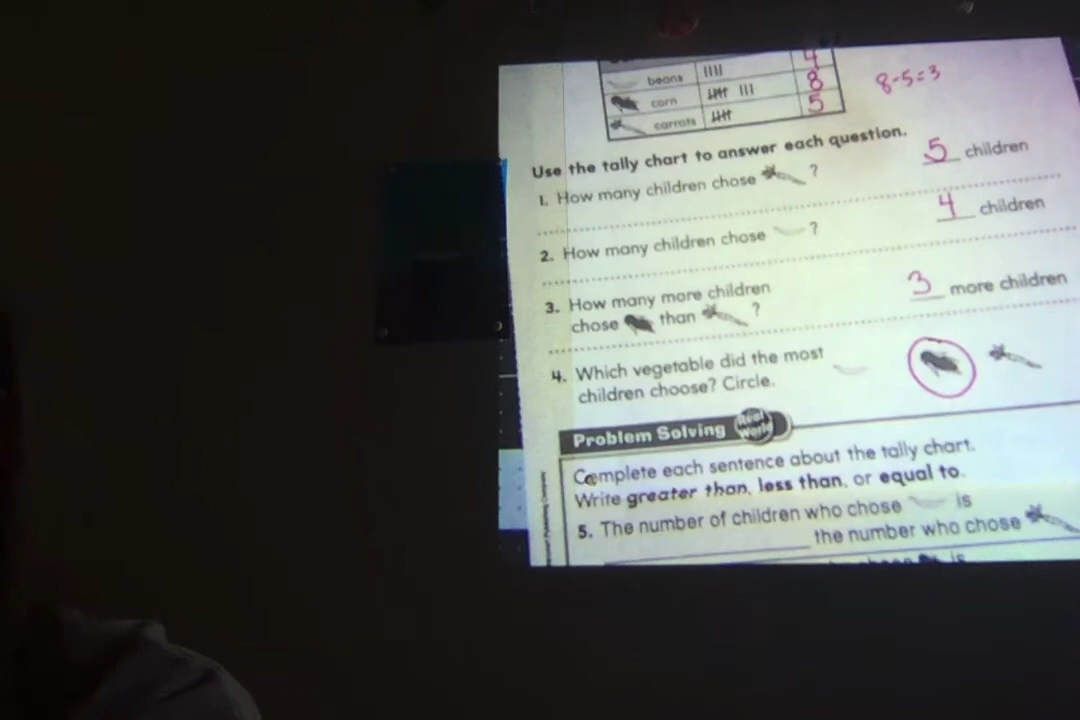 beans 4
corn 8
carrots 5
8-5=3
Use the tally chart to answer each question.
1. How many children chose ? 5 children
2. How many children chose ? 4 children
3. How many more children
chose than ? 3 more children
4. Which vegetable did the most
children choose? Circle.
Problem Solving Real World
Complete each sentence about the tally chart.
Write greater than, less than, or equal to.
5. The number of children who chose is
the number who chose
is